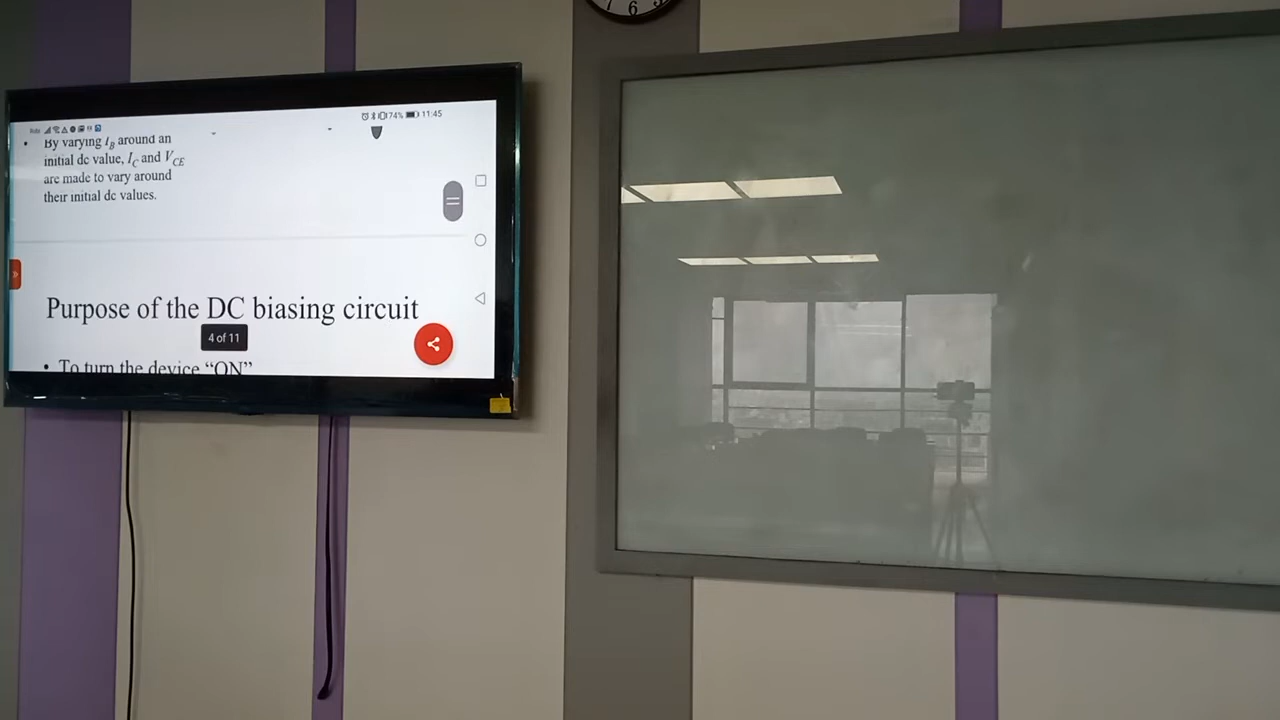 74% 11:45
• By varying I_B around an
initial dc value, I_C and V_CE
are made to vary around
their initial dc values.
Purpose of the DC biasing circuit
4 of 11
• To turn the device “ON”
7 6 5